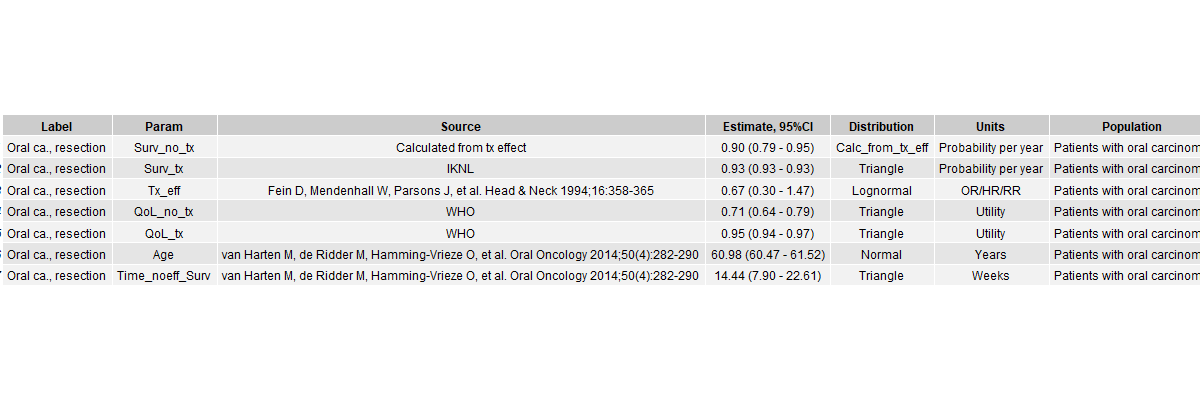 Label Param Source Estimate, 95%CI Distribution Units Population
Oral ca., resection Surv_no_tx Calculated from tx effect 0.90 (0.79 - 0.95) Calc_from_tx_eff Probability per year Patients with oral carcinom
Oral ca., resection Surv_tx IKNL 0.93 (0.93 - 0.93) Triangle Probability per year Patients with oral carcinom
Oral ca., resection Tx_eff Fein D, Mendenhall W, Parsons J, et al. Head & Neck 1994;16:358-365 0.67 (0.30 - 1.47) Lognormal OR/HR/RR Patients with oral carcinom
Oral ca., resection QoL_no_tx WHO 0.71 (0.64 - 0.79) Triangle Utility Patients with oral carcinom
Oral ca., resection QoL_tx WHO 0.95 (0.94 - 0.97) Triangle Utility Patients with oral carcinom
Oral ca., resection Age van Harten M, de Ridder M, Hamming-Vrieze O, et al. Oral Oncology 2014;50(4):282-290 60.98 (60.47 - 61.52) Normal Years Patients with oral carcinom
Oral ca., resection Time_noeff_Surv van Harten M, de Ridder M, Hamming-Vrieze O, et al. Oral Oncology 2014;50(4):282-290 14.44 (7.90 - 22.61) Triangle Weeks Patients with oral carcinom